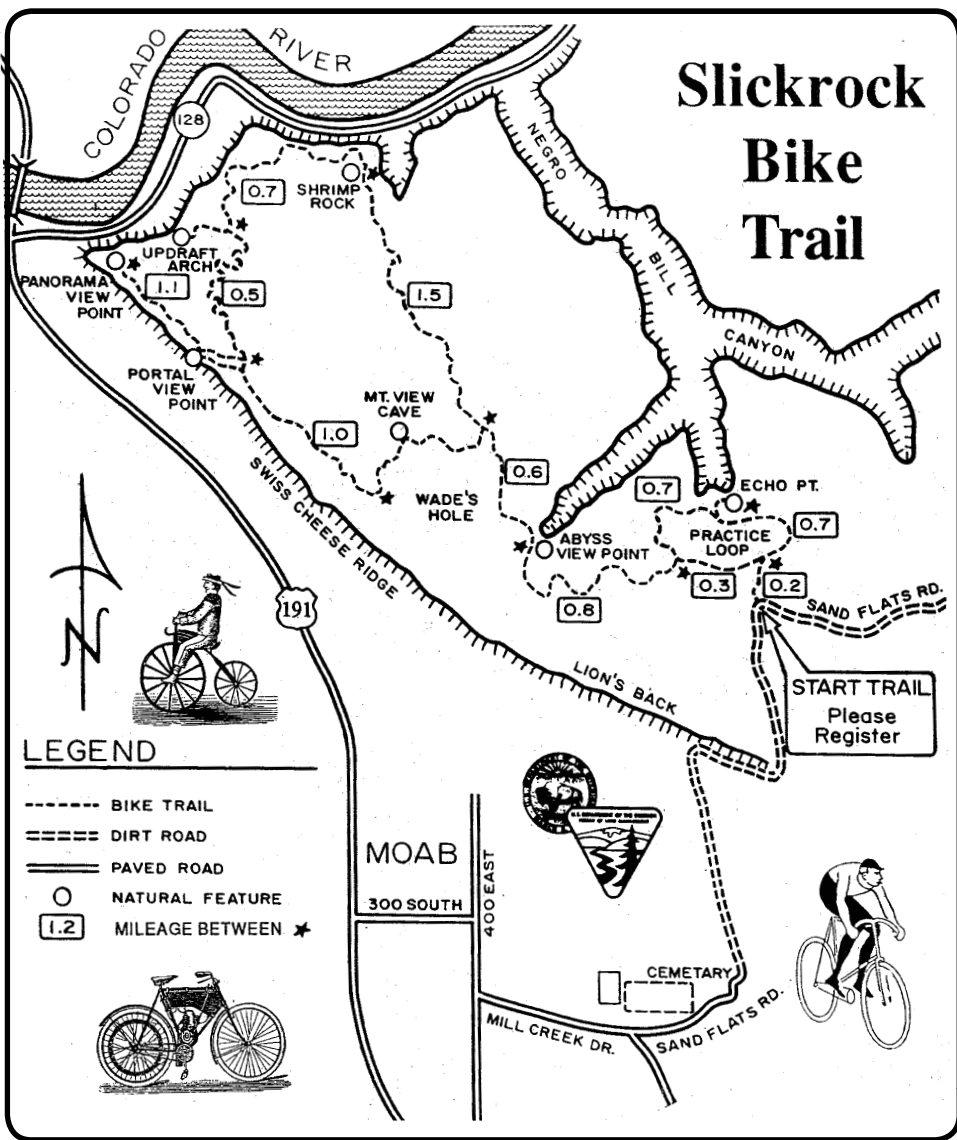 Slickrock
Bike
Trail
COLORADO
RIVER
128
NEGRO
BILL
CANYON
SHRIMP
ROCK
0.7
UPDRAFT
ARCH
PANORAMA
VIEW
POINT
1.1
0.5
1.5
PORTAL
VIEW
POINT
MT. VIEW
CAVE
1.0
0.6
WADE'S
HOLE
SWISS CHEESE RIDGE
ABYSS
VIEW POINT
0.7
ECHO PT.
PRACTICE
LOOP
0.7
0.3
0.2
0.8
SAND FLATS RD.
191
N
LION'S BACK
START TRAIL
Please
Register
LEGEND
BIKE TRAIL
DIRT ROAD
PAVED ROAD
NATURAL FEATURE
1.2 MILEAGE BETWEEN
MOAB
300 SOUTH
400 EAST
CEMETARY
MILL CREEK DR.
SAND FLATS RD.